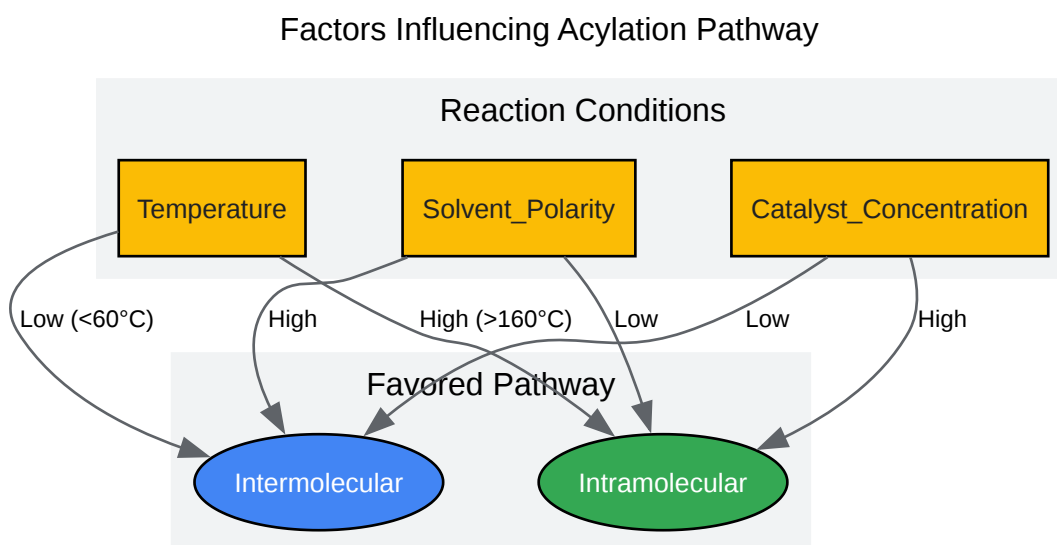 Factors Influencing Acylation Pathway
Reaction Conditions
Temperature
Solvent_Polarity
Catalyst_Concentration
Low (<60°C)
High
High (>160°C)
Low
Low
High
Favored Pathway
Intermolecular
Intramolecular